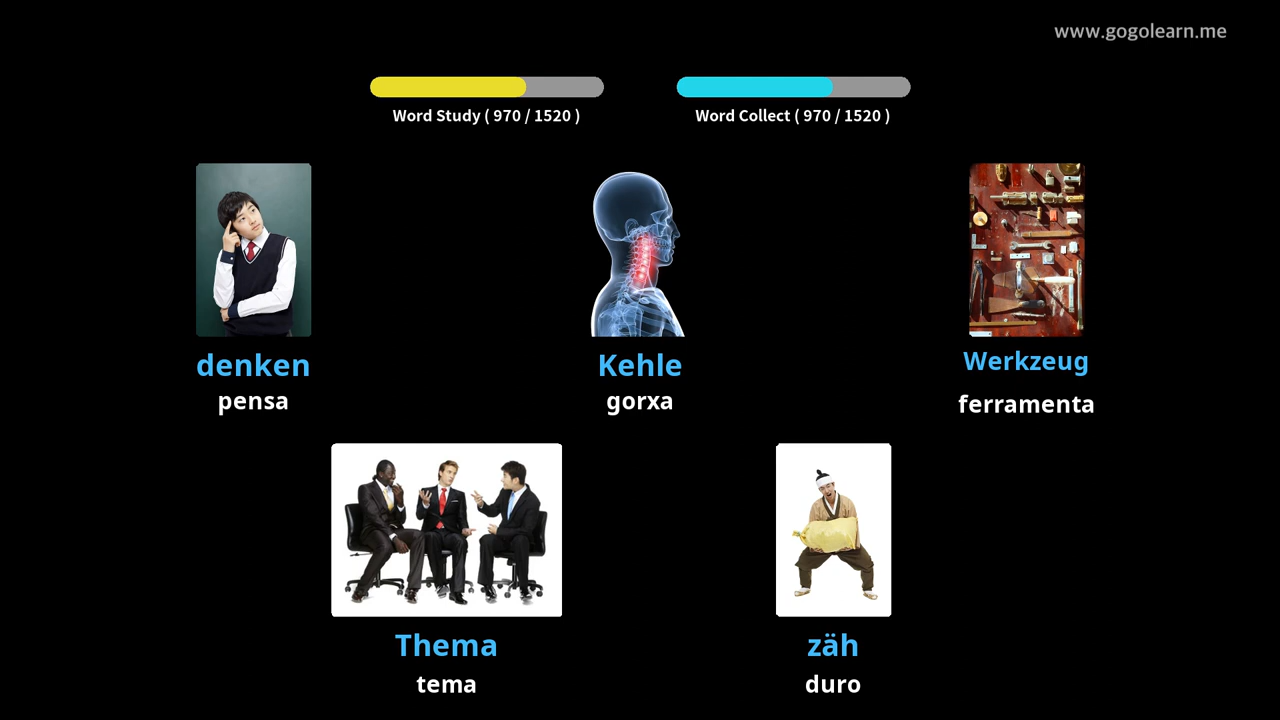 www.gogolearn.me
Word Study ( 970 / 1520 )
Word Collect ( 970 / 1520 )
denken
pensa
Kehle
gorxa
Werkzeug
ferramenta
Thema
tema
zäh
duro